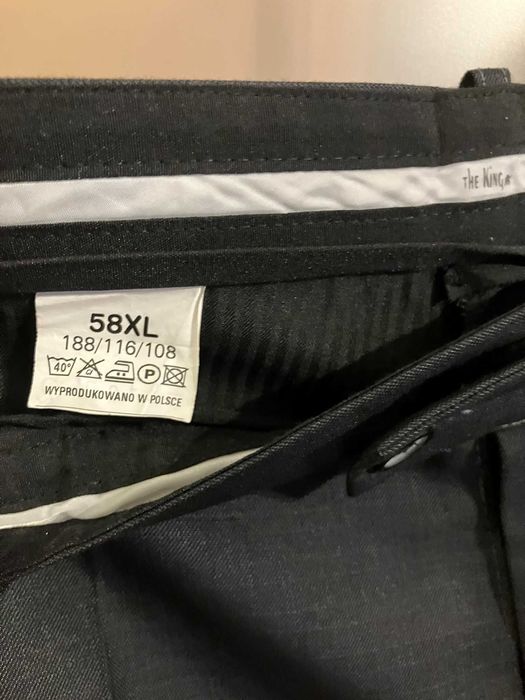 THE KING
58XL
188/116/108
40°
P
WYPRODUKOWANO W POLSCE